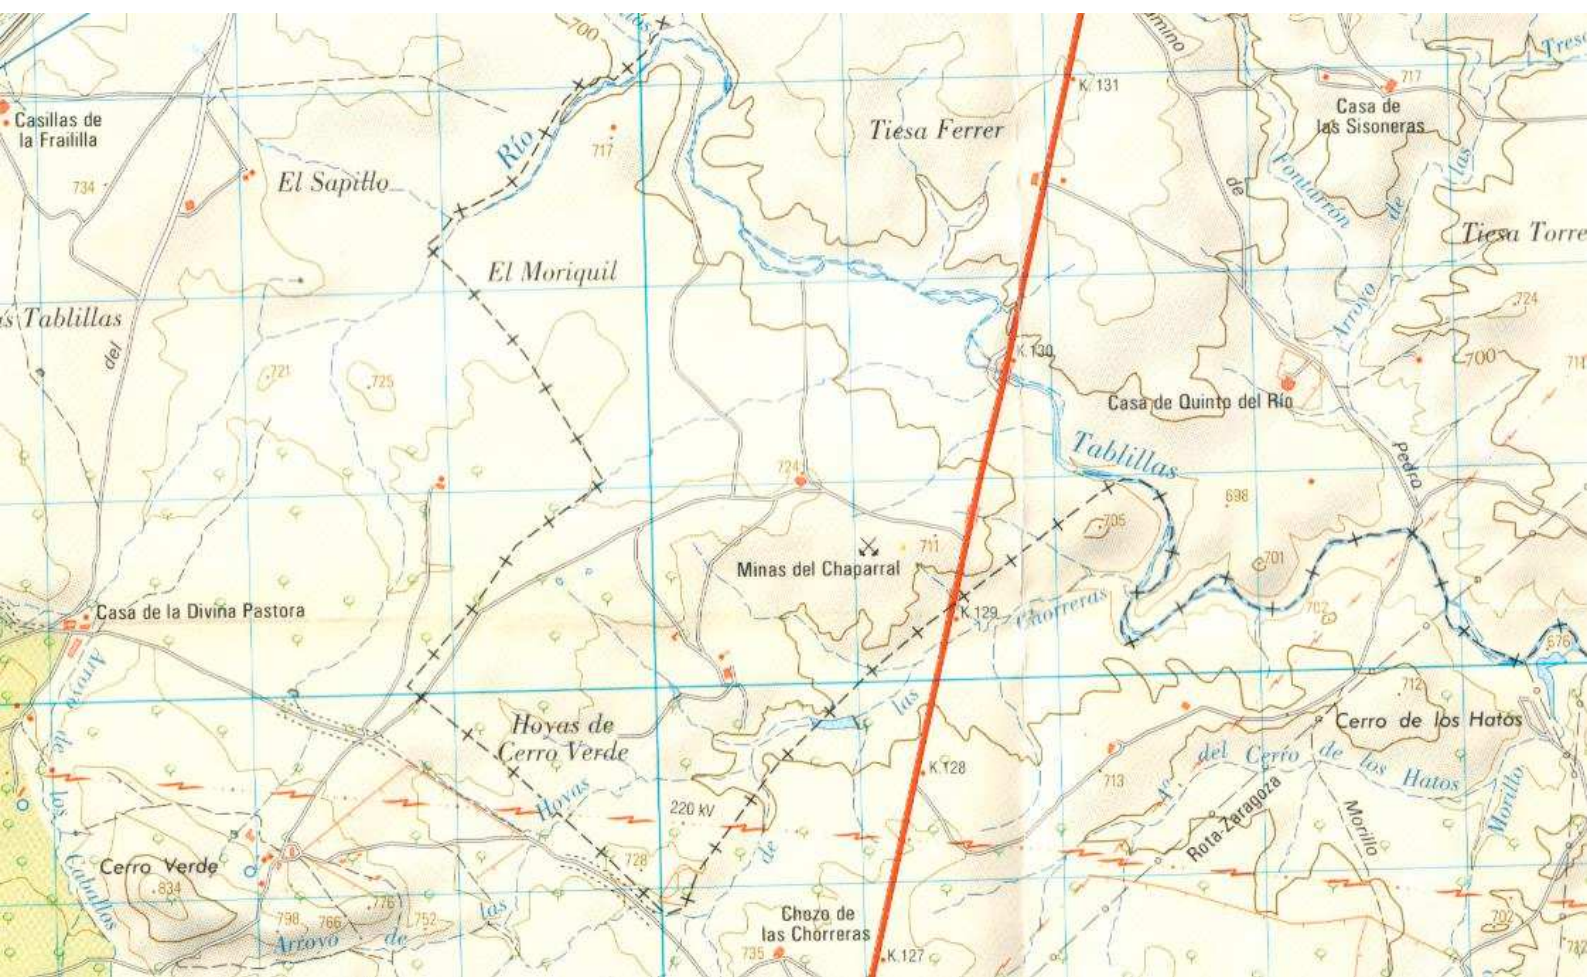 700
Río
K. 131
717
Casa de
las Sisoneras
Camino
Casillas de
la Fraililla
Tiesa Ferrer
717
734
El Sapillo
de
Fontarrón
de
las
Arroyo
Tiesa Torre
El Moriquil
724
Tablillas
del
K. 130
700
721
725
Casa de Quinto del Río
Tablillas
Pedro
724
698
705
711
Minas del Chaparral
701
Casa de la Divina Pastora
K. 129
Chorreras
702
676
Arroyo
de
los
Caballos
712
las
Hoyas de
Cerro Verde
Cerro de los Hatos
K. 128
713
Aº
del Cerro de los Hatos
Hoyas
220 kV
Rota-Zaragoza
Morillo
Morillo
de
728
Cerro Verde
834
776
798
766
752
las
Arroyo de
Chozo de
las Chorreras
735
K. 127
702
712